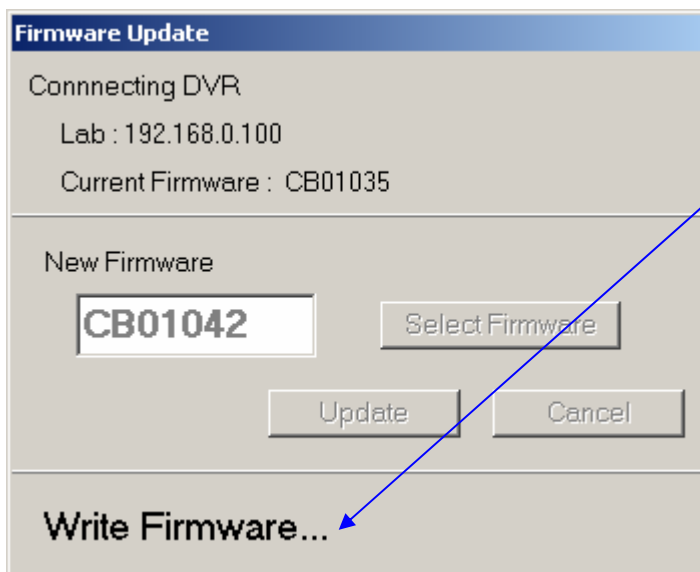 Firmware Update
Connnecting DVR
Lab : 192.168.0.100
Current Firmware : CB01035
New Firmware
CB01042 Select Firmware
Update Cancel
Write Firmware...